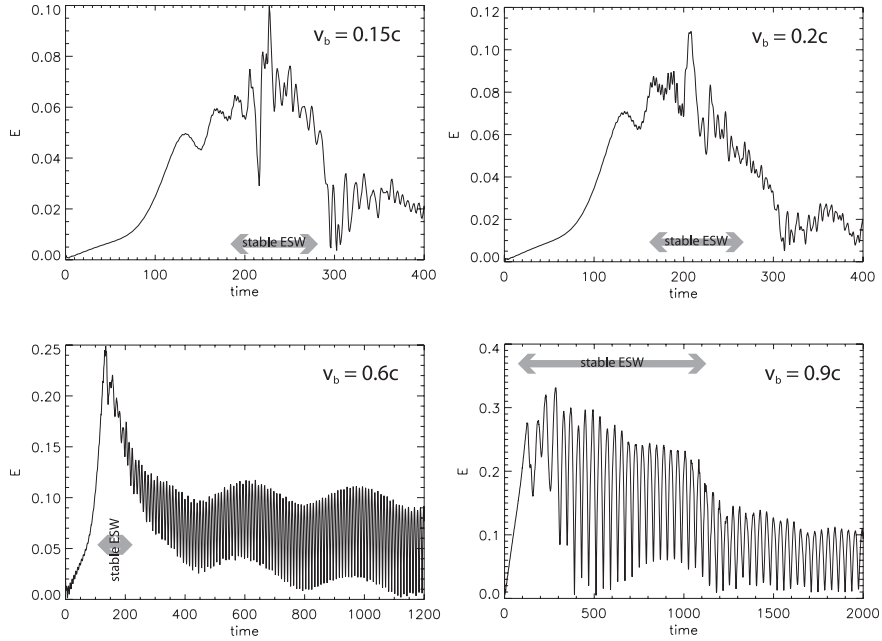 0.10
v_b = 0.15c
0.08
0.06
E
0.04
0.02
stable ESW
0.00
0 100 200 300 400
time
0.12
v_b = 0.2c
0.10
0.08
E
0.06
0.04
0.02
stable ESW
0.00
0 100 200 300 400
time
0.25
v_b = 0.6c
0.20
0.15
E
0.10
0.05
stable ESW
0.00
0 200 400 600 800 1000 1200
time
0.4
stable ESW
v_b = 0.9c
0.3
E
0.2
0.1
0.0
0 500 1000 1500 2000
time